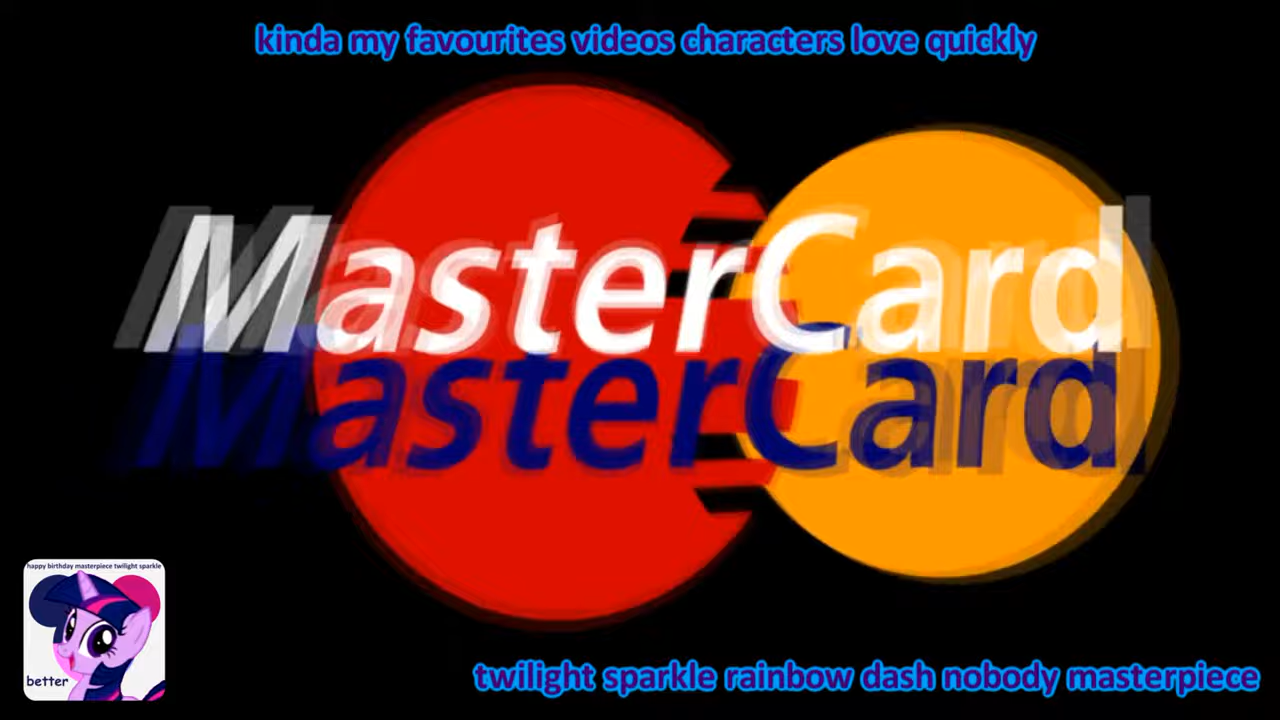 kinda my favourites videos characters love quickly
MasterCard
MasterCard
happy birthday masterpiece twilight sparkle
better
twilight sparkle rainbow dash nobody masterpiece